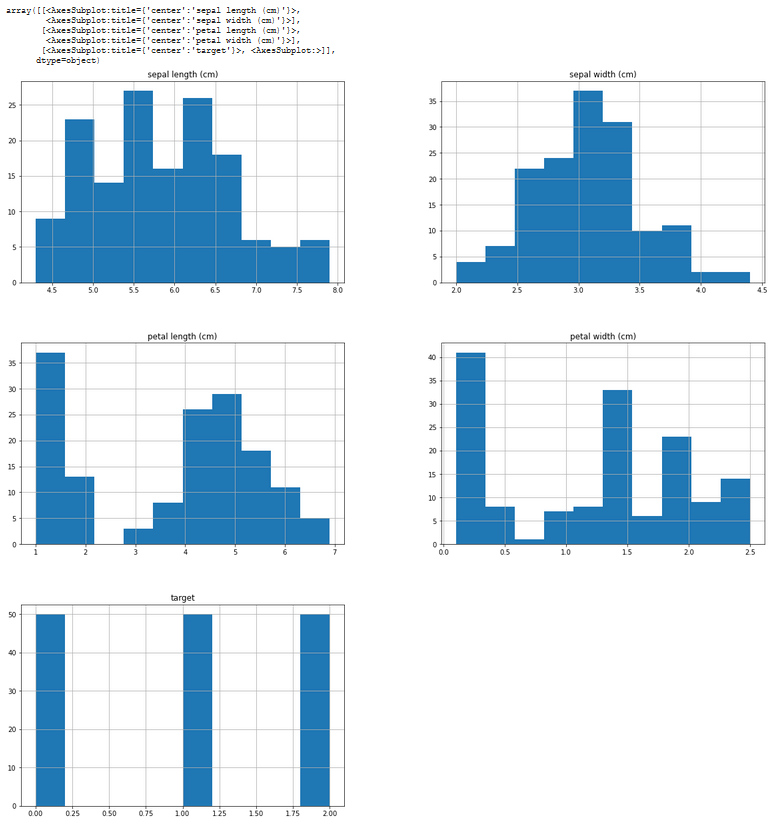 array([[<AxesSubplot:title={'center':'sepal length (cm)'}>,
        <AxesSubplot:title={'center':'sepal width (cm)'}>],
       [<AxesSubplot:title={'center':'petal length (cm)'}>,
        <AxesSubplot:title={'center':'petal width (cm)'}>],
       [<AxesSubplot:title={'center':'target'}>, <AxesSubplot:>]],
      dtype=object)
sepal length (cm)
25
20
15
10
5
0
4.5 5.0 5.5 6.0 6.5 7.0 7.5 8.0
sepal width (cm)
35
30
25
20
15
10
5
0
2.0 2.5 3.0 3.5 4.0 4.5
petal length (cm)
35
30
25
20
15
10
5
0
1 2 3 4 5 6 7
petal width (cm)
40
35
30
25
20
15
10
5
0
0.0 0.5 1.0 1.5 2.0 2.5
target
50
40
30
20
10
0
0.00 0.25 0.50 0.75 1.00 1.25 1.50 1.75 2.00